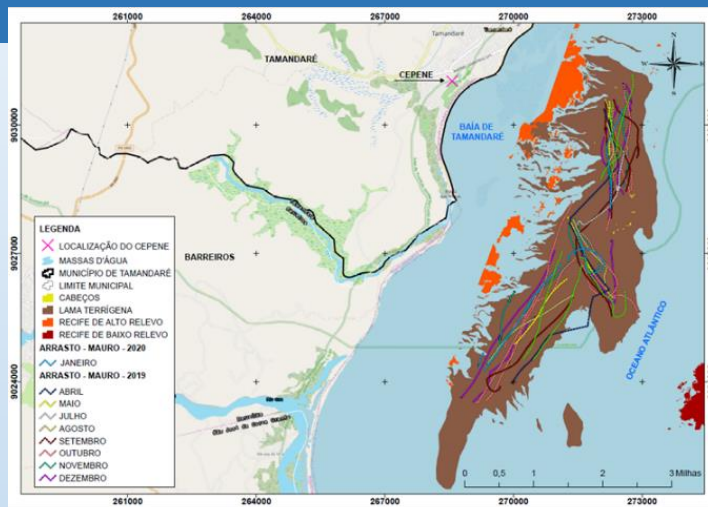 261000 264000 267000 270000 273000
Tamandaré
TAMANDARÉ
CEPENE
9030000
BAÍA DE
TAMANDARÉ
9027000
BARREIROS
OCEANO ATLÂNTICO
9024000
LEGENDA
LOCALIZAÇÃO DO CEPENE
MASSAS D'ÁGUA
MUNICÍPIO DE TAMANDARÉ
LIMITE MUNICIPAL
CABEÇOS
LAMA TERRÍGENA
RECIFE DE ALTO RELEVO
RECIFE DE BAIXO RELEVO
ARRASTO - MAURO - 2020
JANEIRO
ARRASTO - MAURO - 2019
ABRIL
MAIO
JULHO
AGOSTO
SETEMBRO
OUTUBRO
NOVEMBRO
DEZEMBRO
0 0,5 1 2 3 Milhas
261000 264000 267000 270000 273000